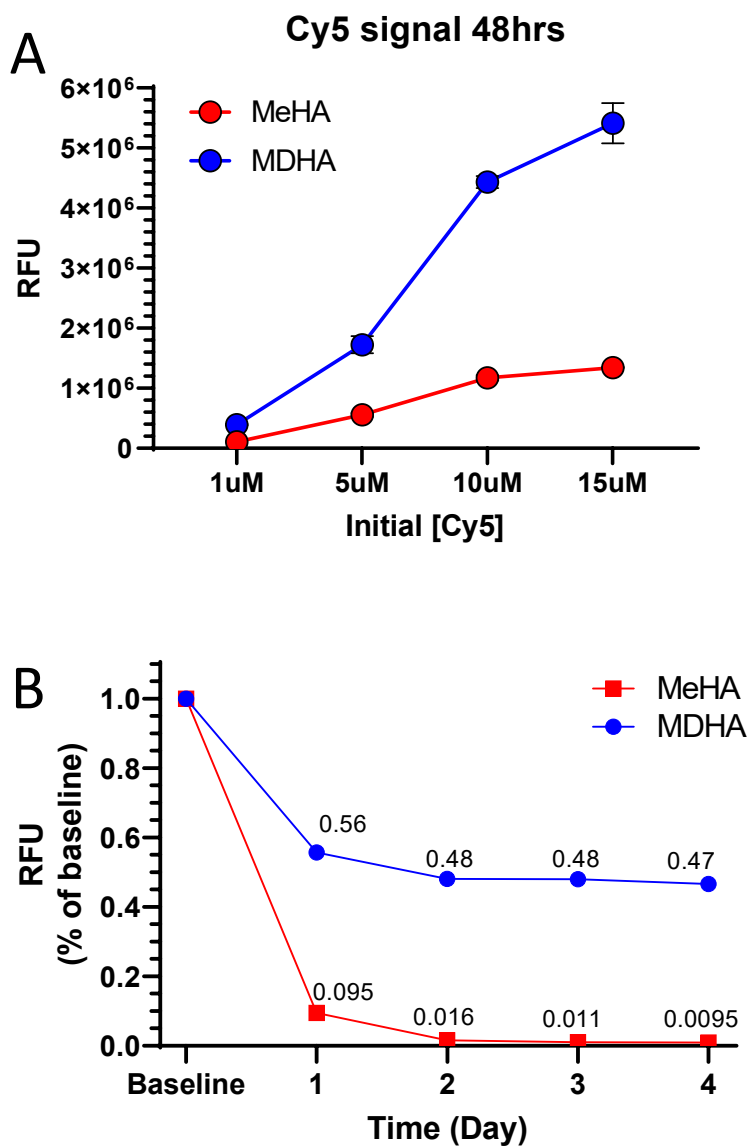 A
Cy5 signal 48hrs
6×10⁶
5×10⁶
4×10⁶
3×10⁶
2×10⁶
1×10⁶
0
RFU
MeHA
MDHA
1uM 5uM 10uM 15uM
Initial [Cy5]
B
1.0
0.8
0.6
0.4
0.2
0.0
RFU
(% of baseline)
MeHA
MDHA
0.56 0.48 0.48 0.47
0.095 0.016 0.011 0.0095
Baseline 1 2 3 4
Time (Day)